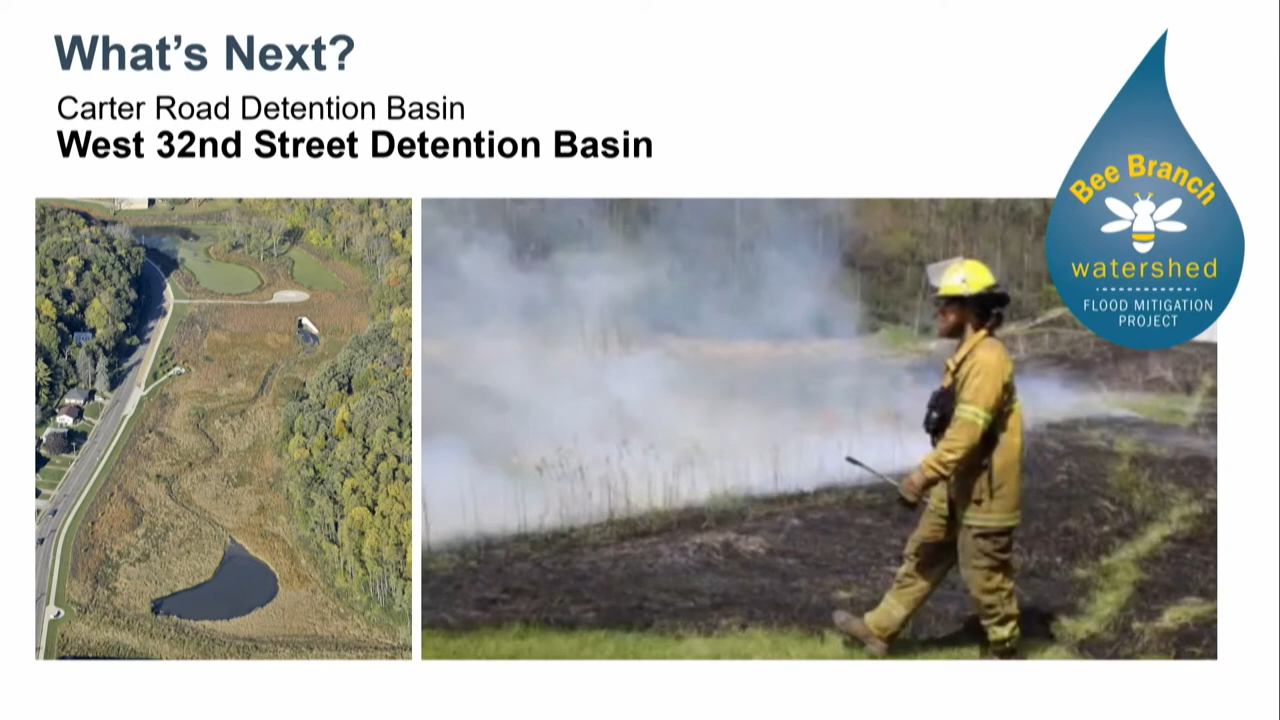 What's Next?
Carter Road Detention Basin
West 32nd Street Detention Basin
Bee Branch
watershed
FLOOD MITIGATION
PROJECT